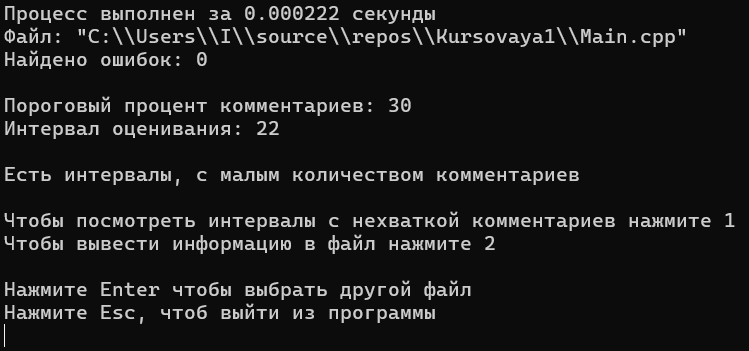 Процесс выполнен за 0.000222 секунды
Файл: "C:\\Users\\I\\source\\repos\\Kursovaya1\\Main.cpp"
Найдено ошибок: 0
Пороговый процент комментариев: 30
Интервал оценивания: 22
Есть интервалы, с малым количеством комментариев
Чтобы посмотреть интервалы с нехваткой комментариев нажмите 1
Чтобы вывести информацию в файл нажмите 2
Нажмите Enter чтобы выбрать другой файл
Нажмите Esc, чтоб выйти из программы